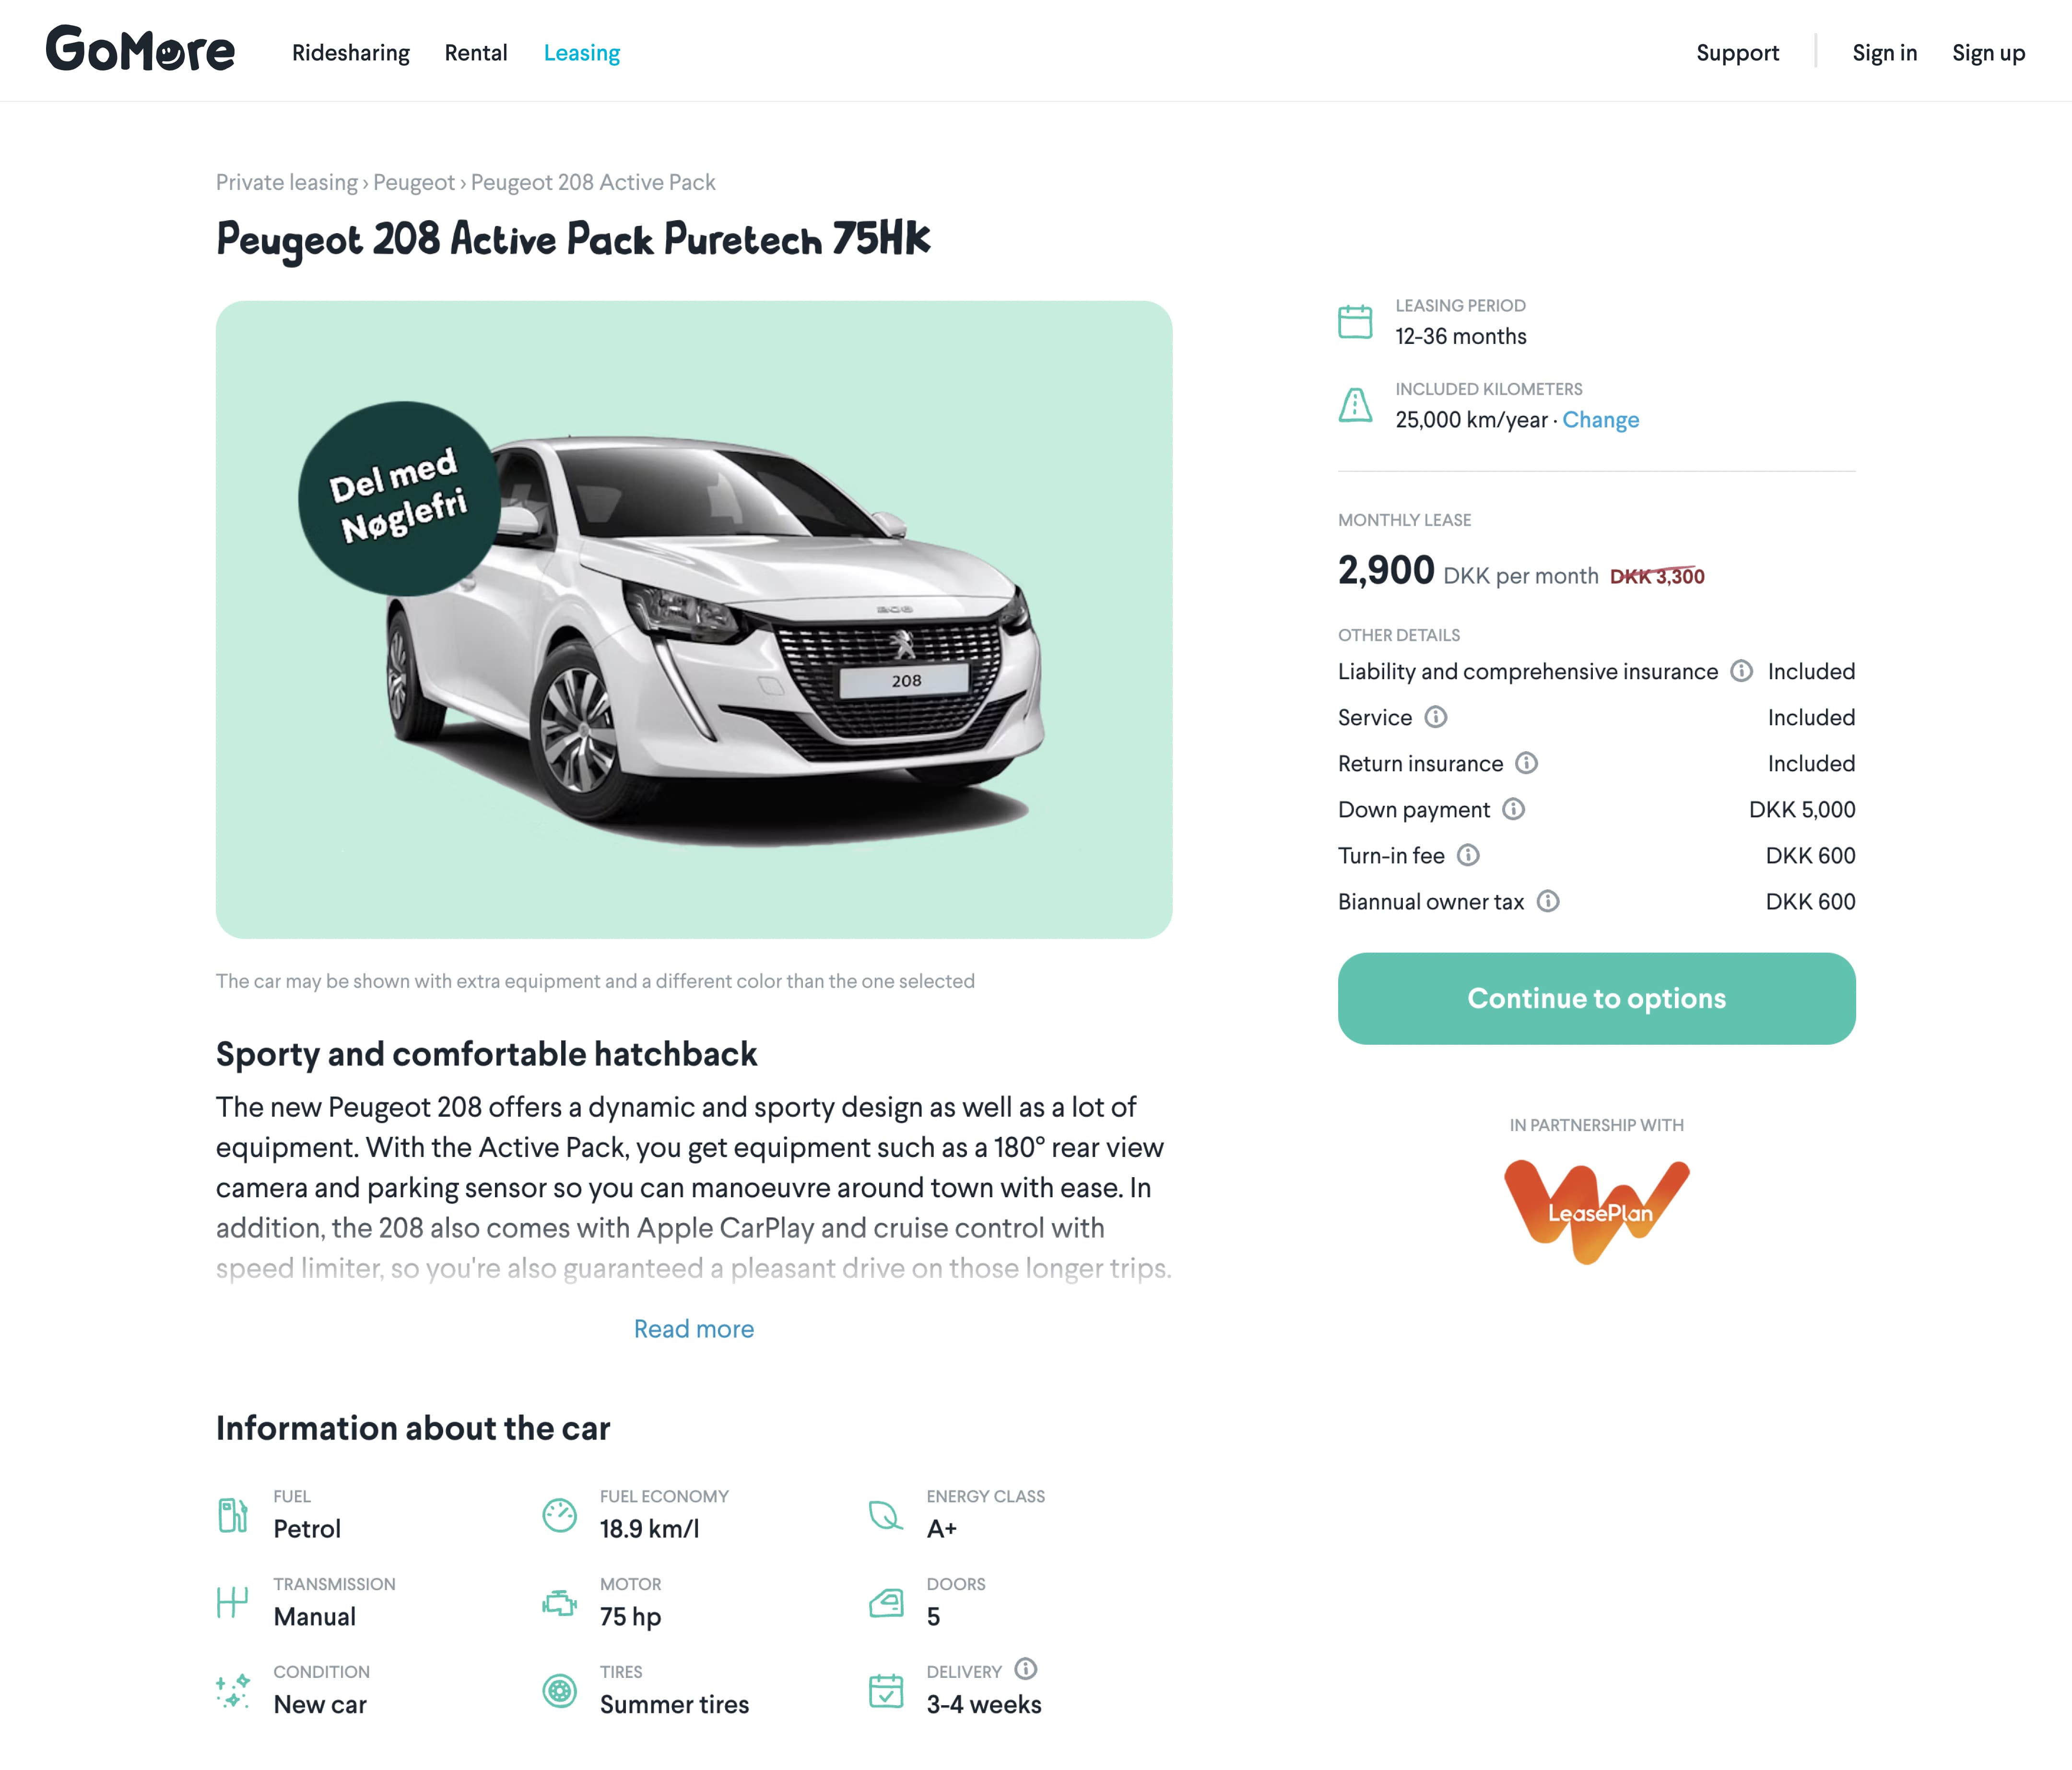 GoMore
Ridesharing
Rental
Leasing
Support
Sign in
Sign up
Private leasing › Peugeot › Peugeot 208 Active Pack
Peugeot 208 Active Pack Puretech 75HK
Del med
Nøglefri
208
208
The car may be shown with extra equipment and a different color than the one selected
Sporty and comfortable hatchback
The new Peugeot 208 offers a dynamic and sporty design as well as a lot of
equipment. With the Active Pack, you get equipment such as a 180° rear view
camera and parking sensor so you can manoeuvre around town with ease. In
addition, the 208 also comes with Apple CarPlay and cruise control with
speed limiter, so you're also guaranteed a pleasant drive on those longer trips.
Read more
Information about the car
FUEL
Petrol
FUEL ECONOMY
18.9 km/l
ENERGY CLASS
A+
TRANSMISSION
Manual
MOTOR
75 hp
DOORS
5
CONDITION
New car
TIRES
Summer tires
DELIVERY
3-4 weeks
LEASING PERIOD
12-36 months
INCLUDED KILOMETERS
25,000 km/year · Change
MONTHLY LEASE
2,900 DKK per month DKK 3,300
OTHER DETAILS
Liability and comprehensive insurance Included
Service Included
Return insurance Included
Down payment DKK 5,000
Turn-in fee DKK 600
Biannual owner tax DKK 600
Continue to options
IN PARTNERSHIP WITH
LeasePlan